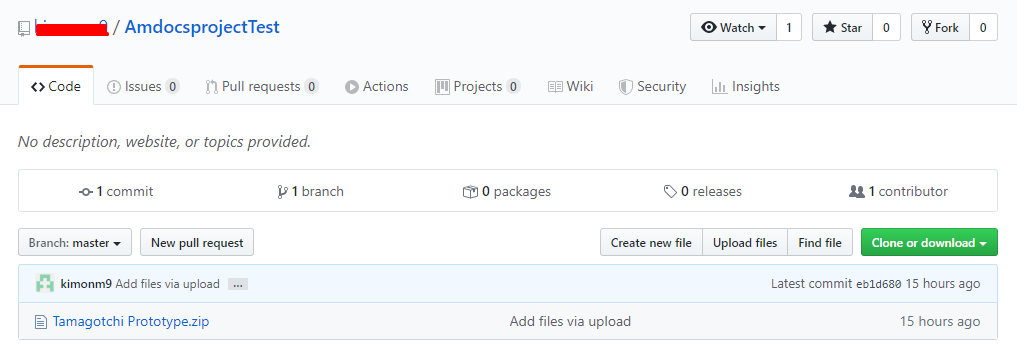 / AmdocsprojectTest
Watch 1 Star 0 Fork 0
Code Issues 0 Pull requests 0 Actions Projects 0 Wiki Security Insights
No description, website, or topics provided.
1 commit 1 branch 0 packages 0 releases 1 contributor
Branch: master New pull request Create new file Upload files Find file Clone or download
kimonm9 Add files via upload ... Latest commit eb1d680 15 hours ago
Tamagotchi Prototype.zip Add files via upload 15 hours ago